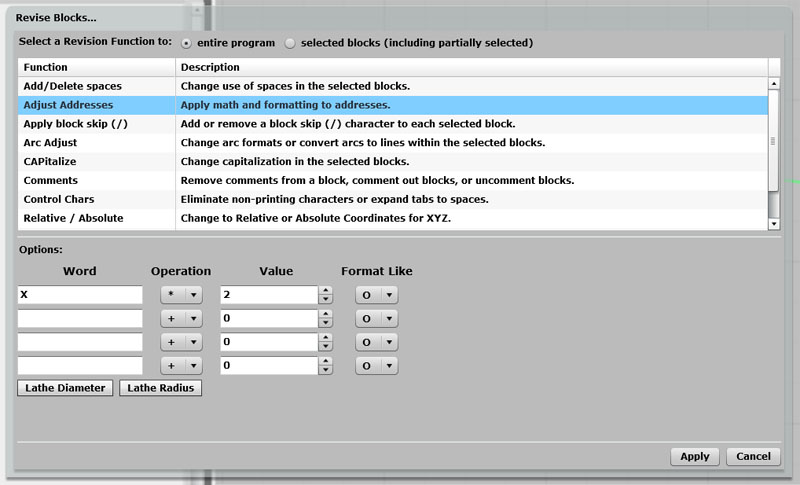 Revise Blocks...
Select a Revision Function to: entire program selected blocks (including partially selected)
Function Description
Add/Delete spaces Change use of spaces in the selected blocks.
Adjust Addresses Apply math and formatting to addresses.
Apply block skip (/) Add or remove a block skip (/) character to each selected block.
Arc Adjust Change arc formats or convert arcs to lines within the selected blocks.
CAPitalize Change capitalization in the selected blocks.
Comments Remove comments from a block, comment out blocks, or uncomment blocks.
Control Chars Eliminate non-printing characters or expand tabs to spaces.
Relative / Absolute Change to Relative or Absolute Coordinates for XYZ.
Options:
Word Operation Value Format Like
X * 2 O
+ 0 O
+ 0 O
+ 0 O
Lathe Diameter Lathe Radius
Apply Cancel